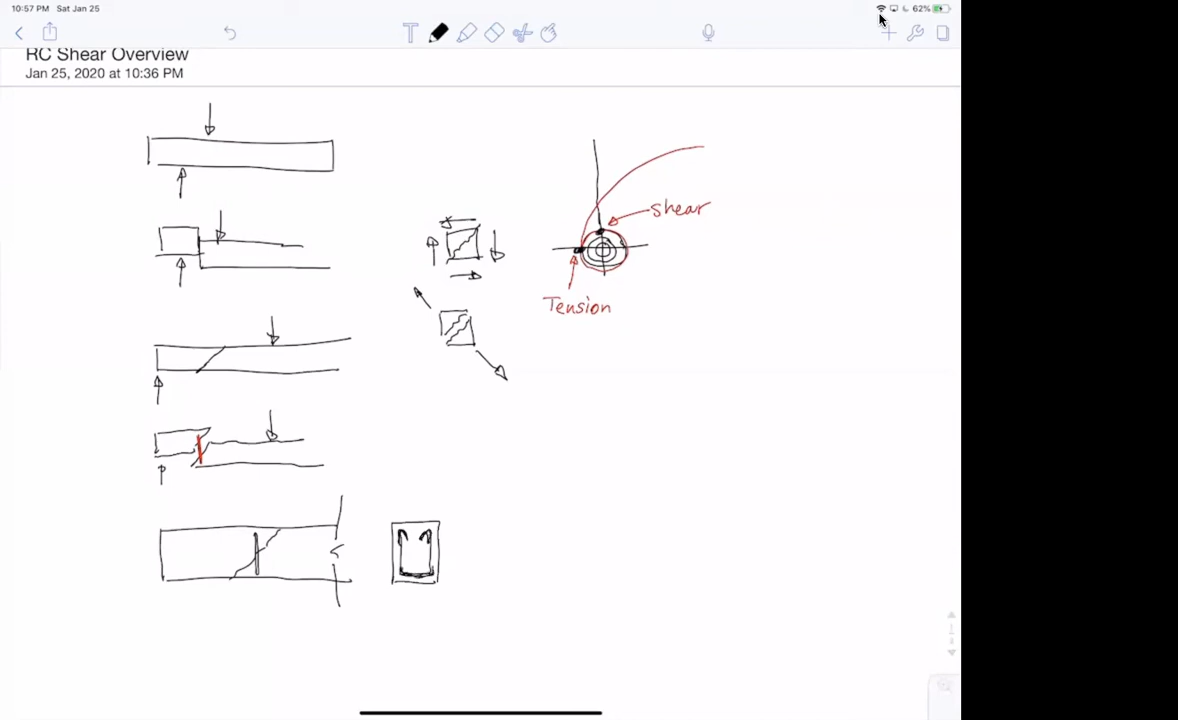 10:57 PM Sat Jan 25
62%
RC Shear Overview
Jan 25, 2020 at 10:36 PM
shear
Tension